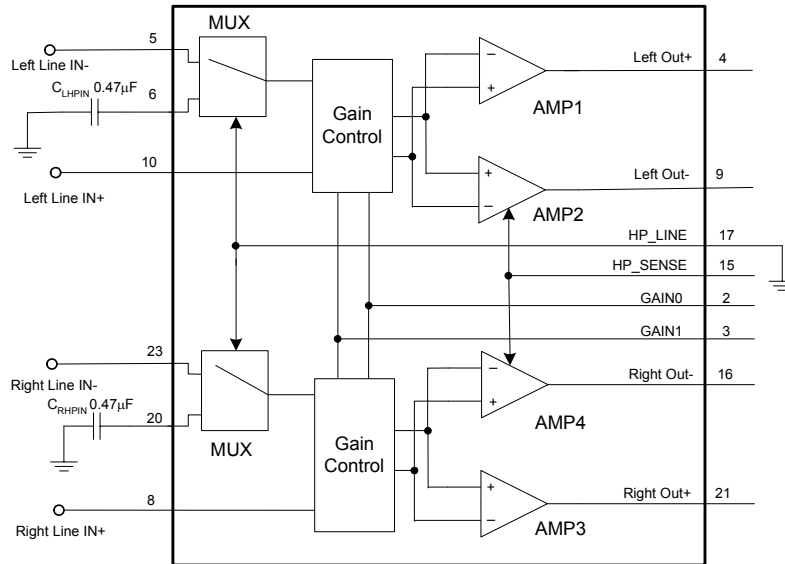 MUX
5
Left Line IN-
C_LHPIN 0.47µF
6
10
Left Line IN+
Gain Control
AMP1
Left Out+ 4
AMP2
Left Out- 9
HP_LINE 17
HP_SENSE 15
GAIN0 2
GAIN1 3
23
Right Line IN-
C_RHPIN 0.47µF
20
MUX
8
Right Line IN+
Gain Control
AMP4
Right Out- 16
AMP3
Right Out+ 21
−
+
+
−
−
+
+
−